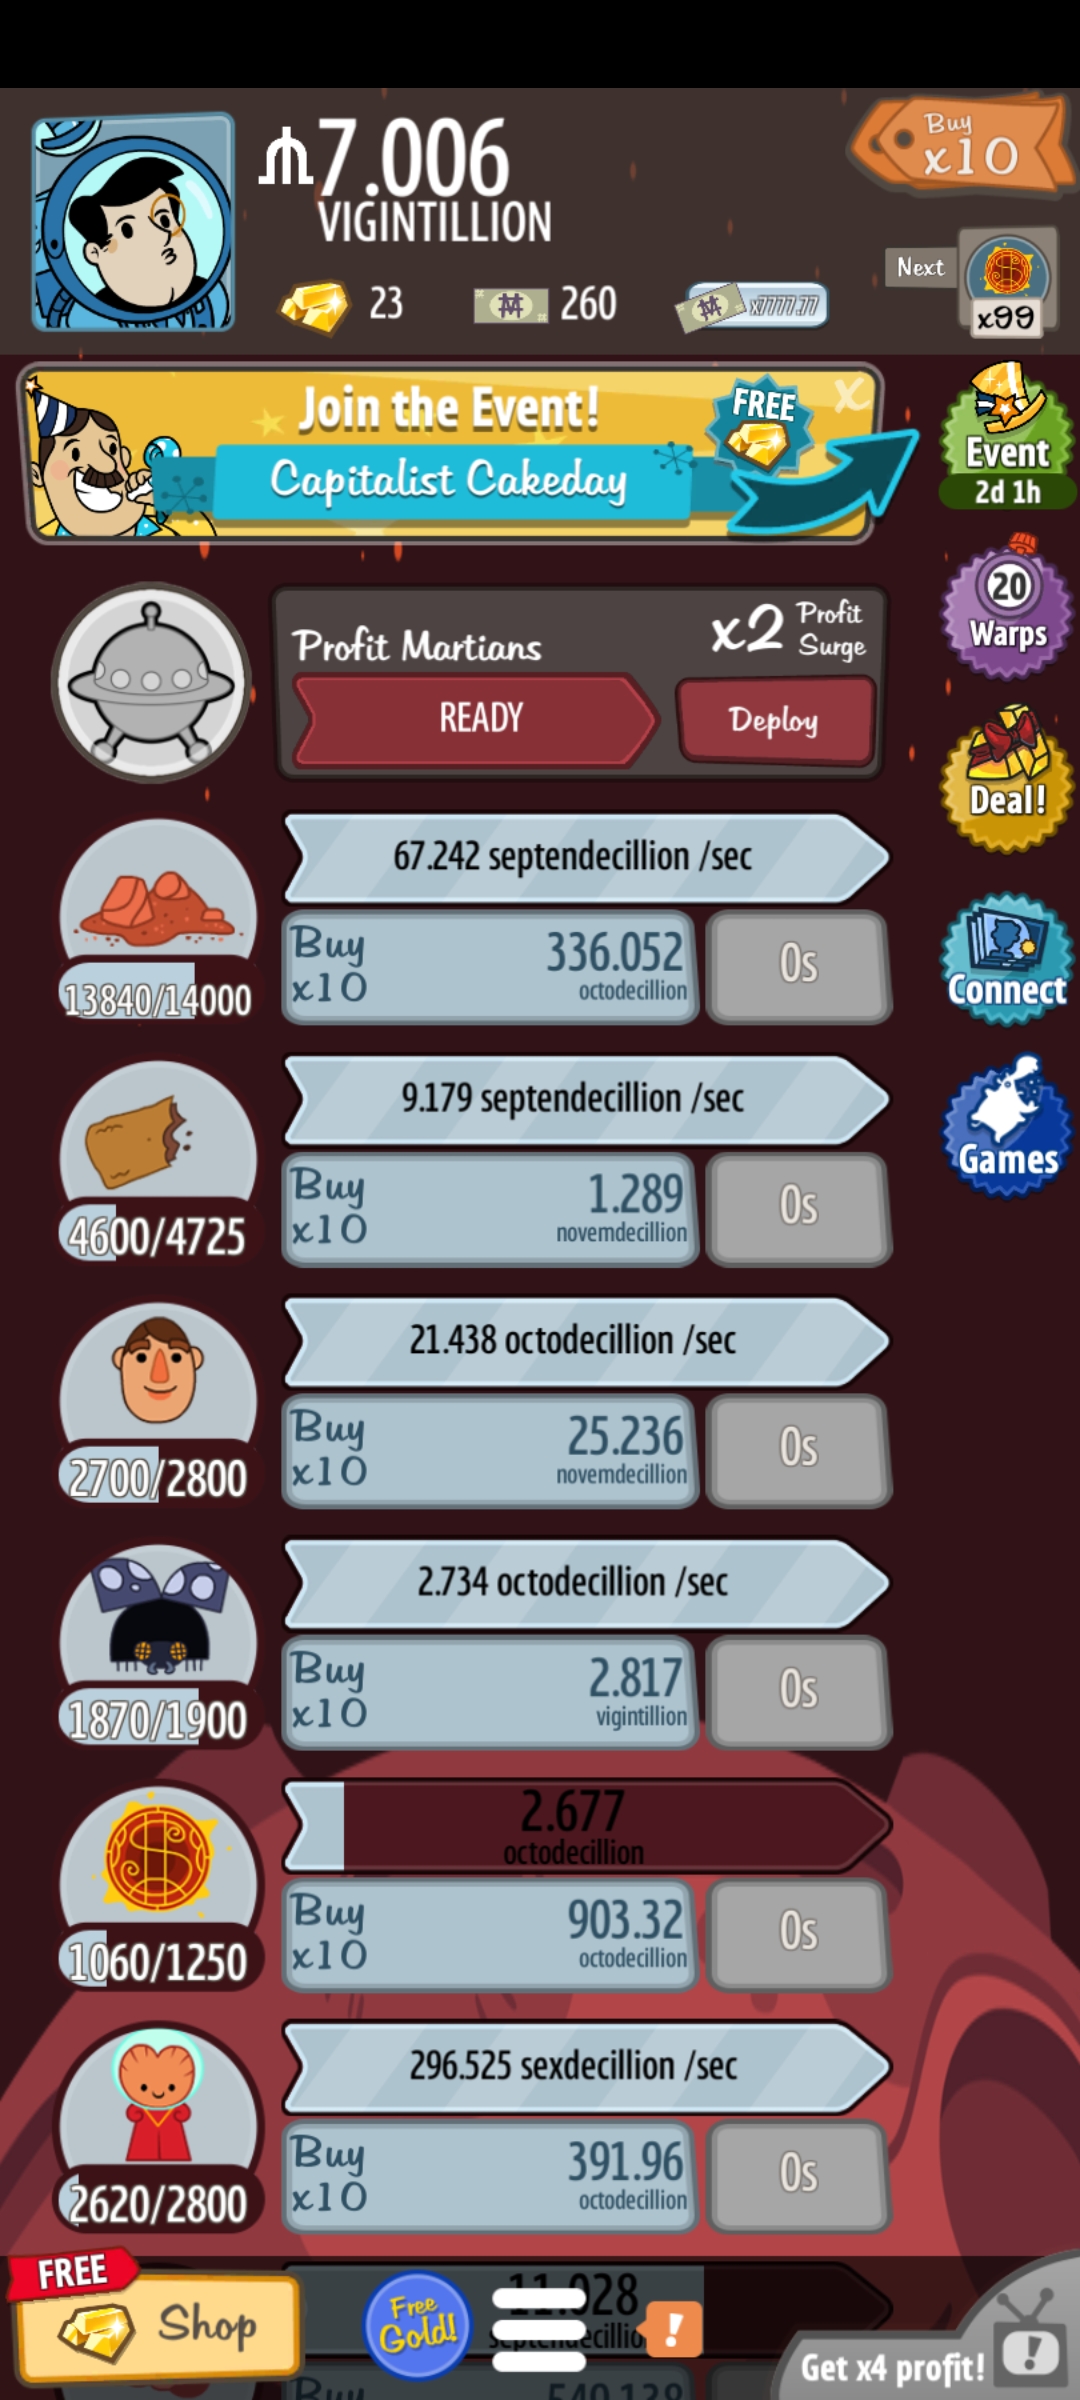 7.006
VIGINTILLION
Buy
x10
23
260
x7777.77
Next
x99
Join the Event!
Capitalist Cakeday
FREE
x
Event
2d 1h
20
Warps
Deal!
Connect
Games
Profit Martians
x2 Profit
Surge
READY
Deploy
67.242 septendecillion /sec
Buy
x10
336.052
octodecillion
0s
13840/14000
9.179 septendecillion /sec
Buy
x10
1.289
novemdecillion
0s
4600/4725
21.438 octodecillion /sec
Buy
x10
25.236
novemdecillion
0s
2700/2800
2.734 octodecillion /sec
Buy
x10
2.817
vigintillion
0s
1870/1900
2.677
octodecillion
Buy
x10
903.32
octodecillion
0s
1060/1250
296.525 sexdecillion /sec
Buy
x10
391.96
octodecillion
0s
2620/2800
FREE
Shop
Free
Gold!
!
Get x4 profit!
!
Buy